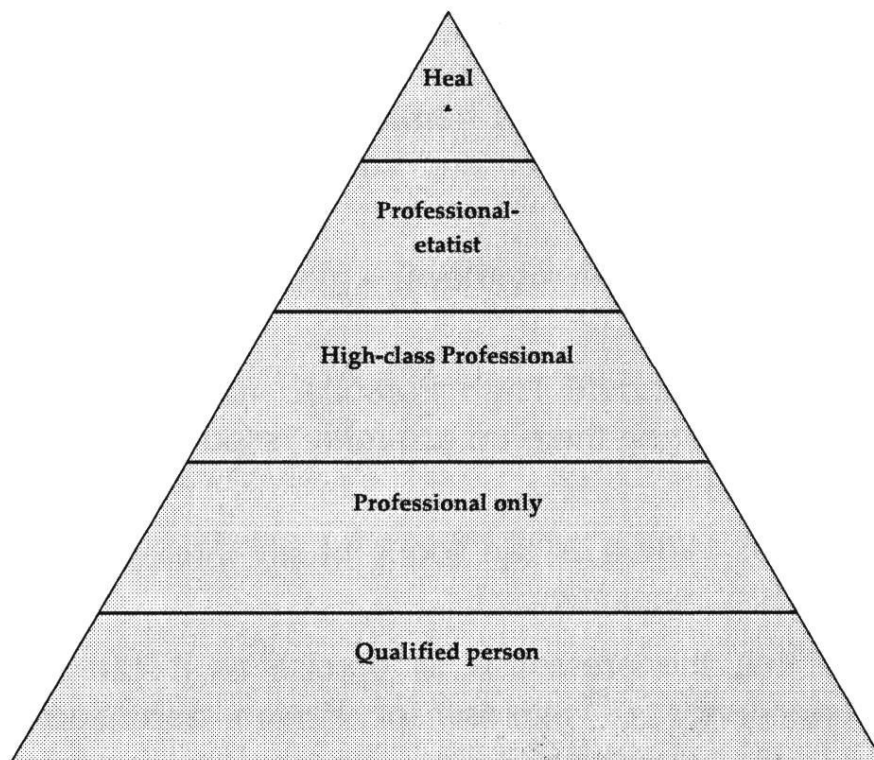 Heal
Professional-
etatist
High-class Professional
Professional only
Qualified person